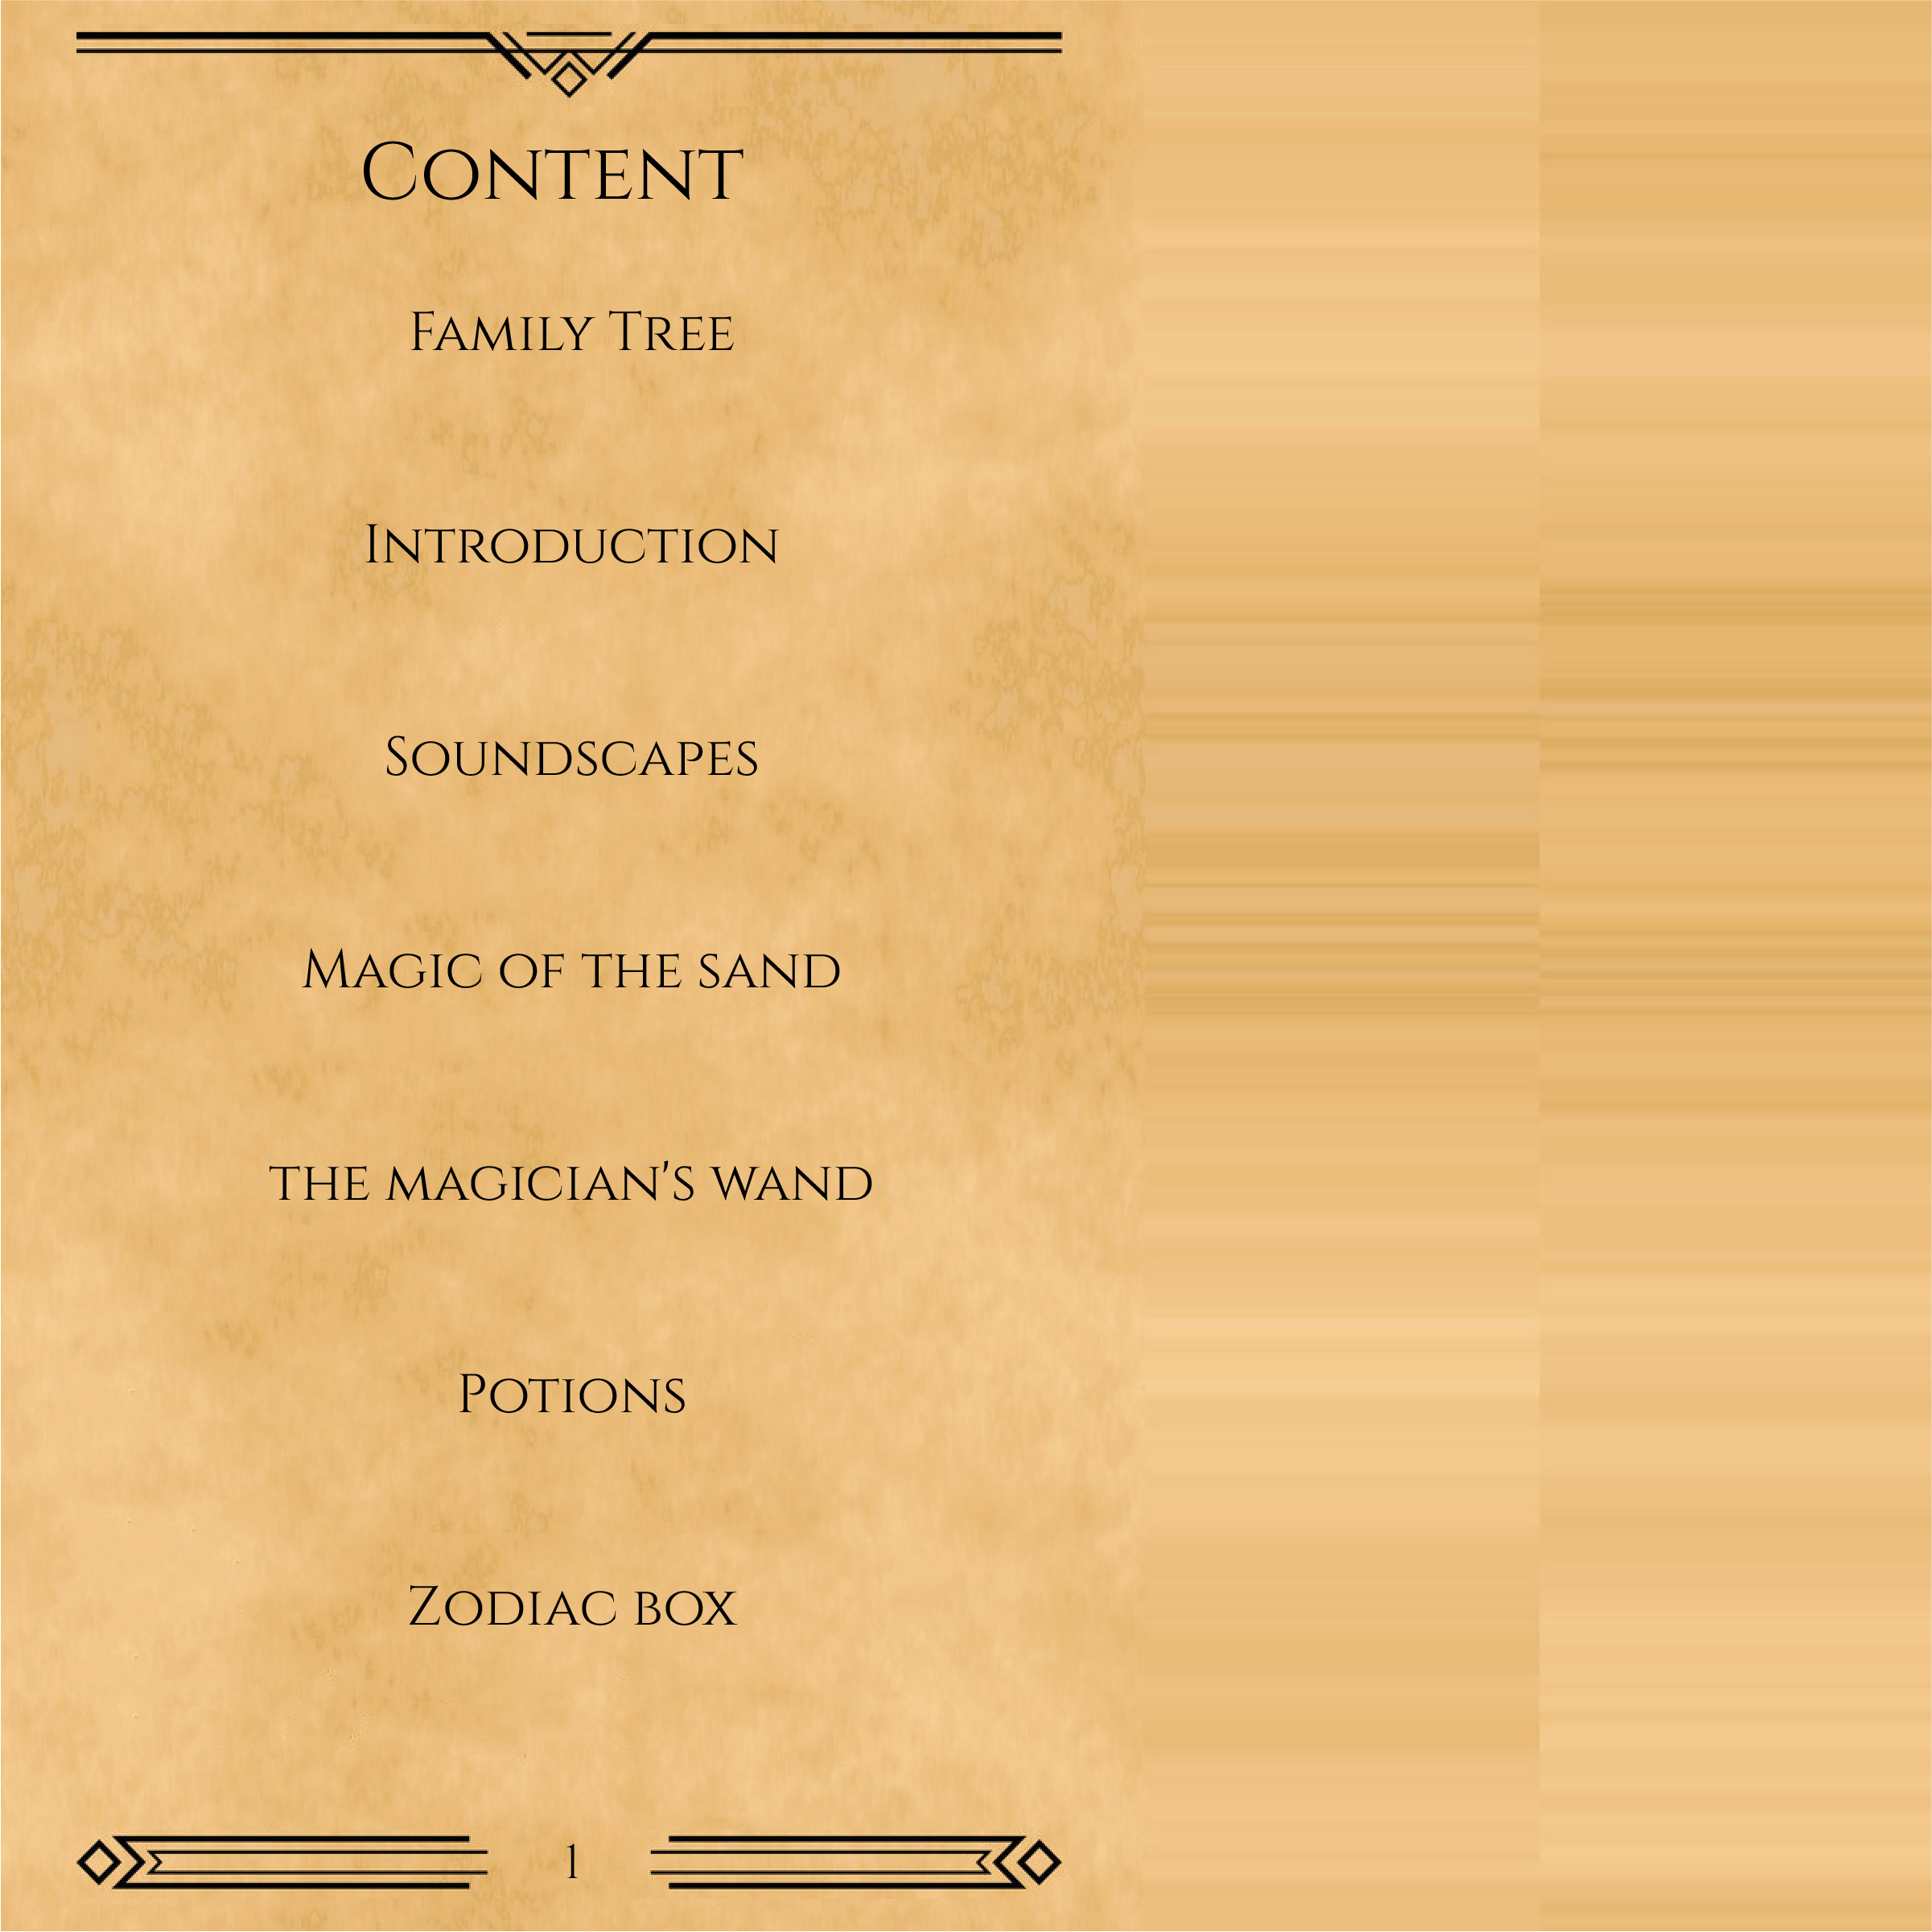 Content
Family Tree
Introduction
Soundscapes
Magic of the sand
the magician's wand
Potions
Zodiac box
1